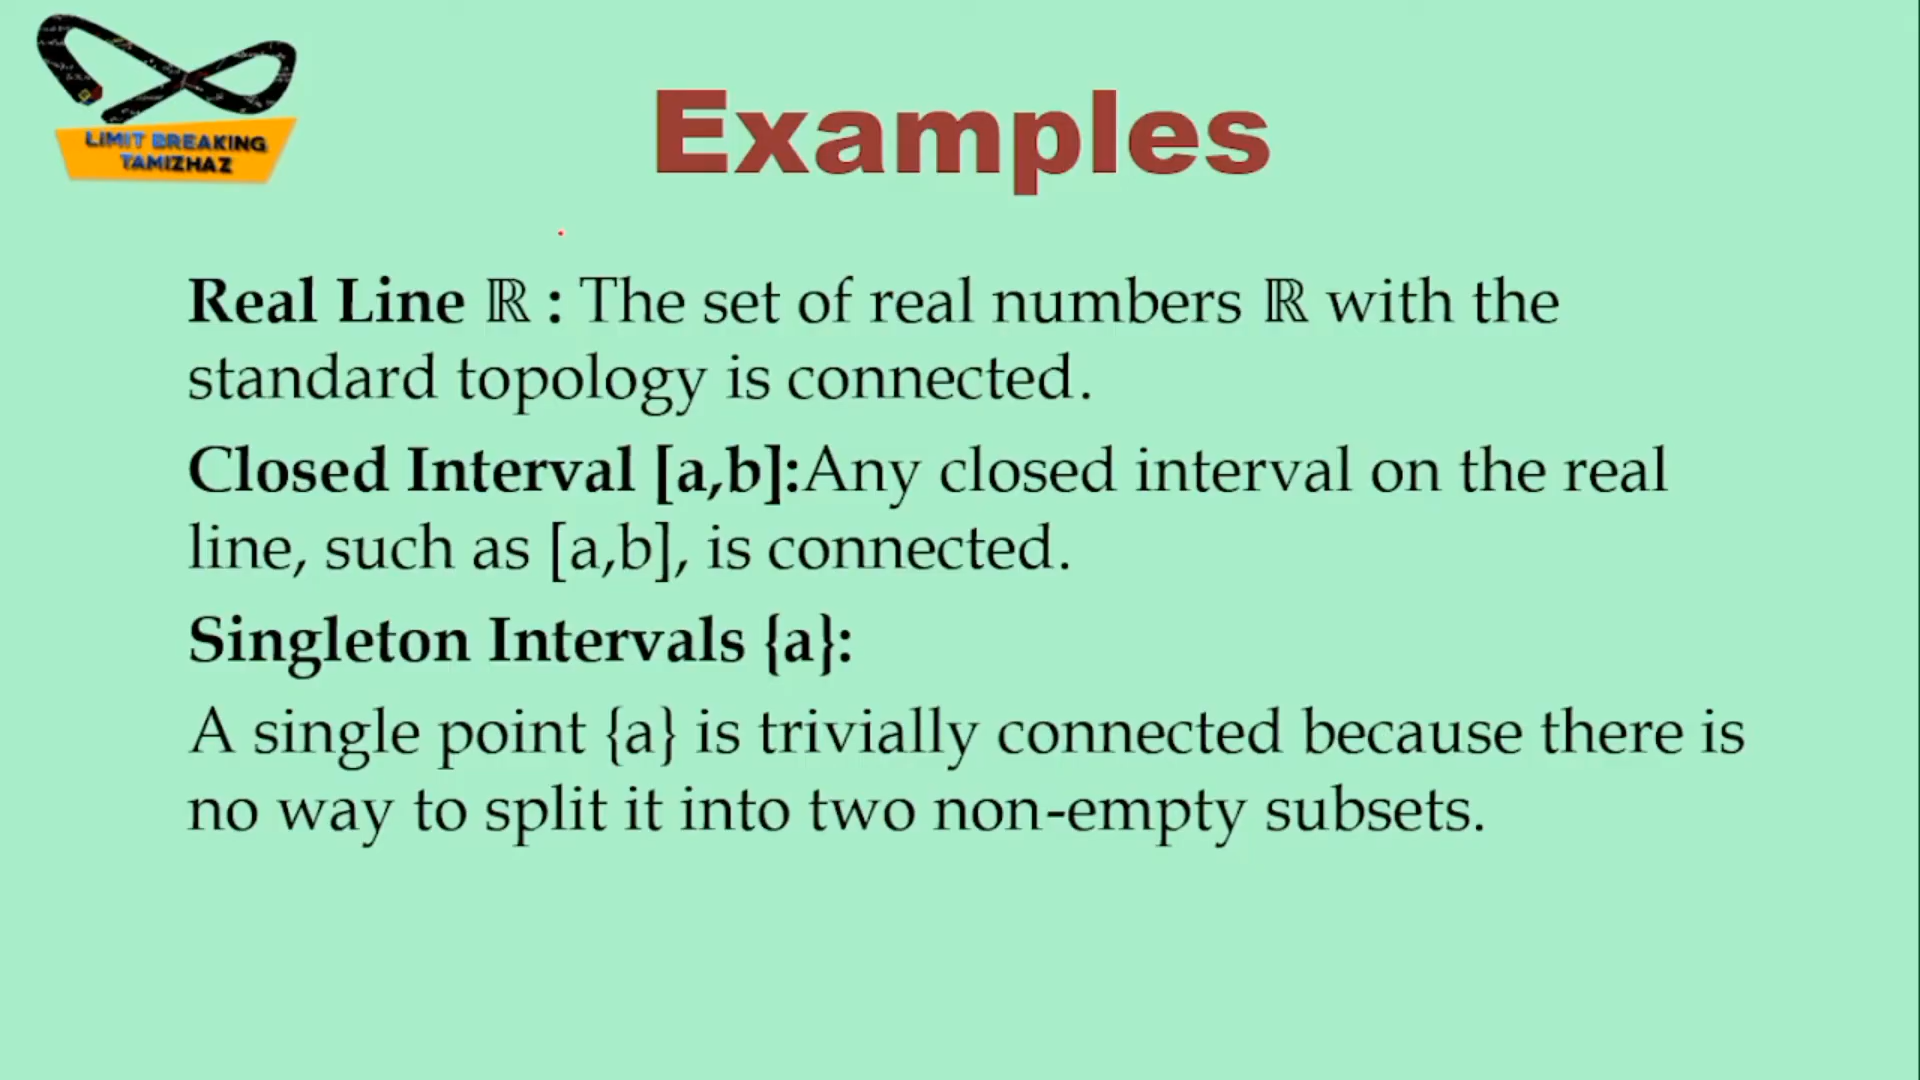 LIMIT BREAKING
TAMIZHAZ
Examples
Real Line ℝ : The set of real numbers ℝ with the
standard topology is connected.
Closed Interval [a,b]:Any closed interval on the real
line, such as [a,b], is connected.
Singleton Intervals {a}:
A single point {a} is trivially connected because there is
no way to split it into two non-empty subsets.